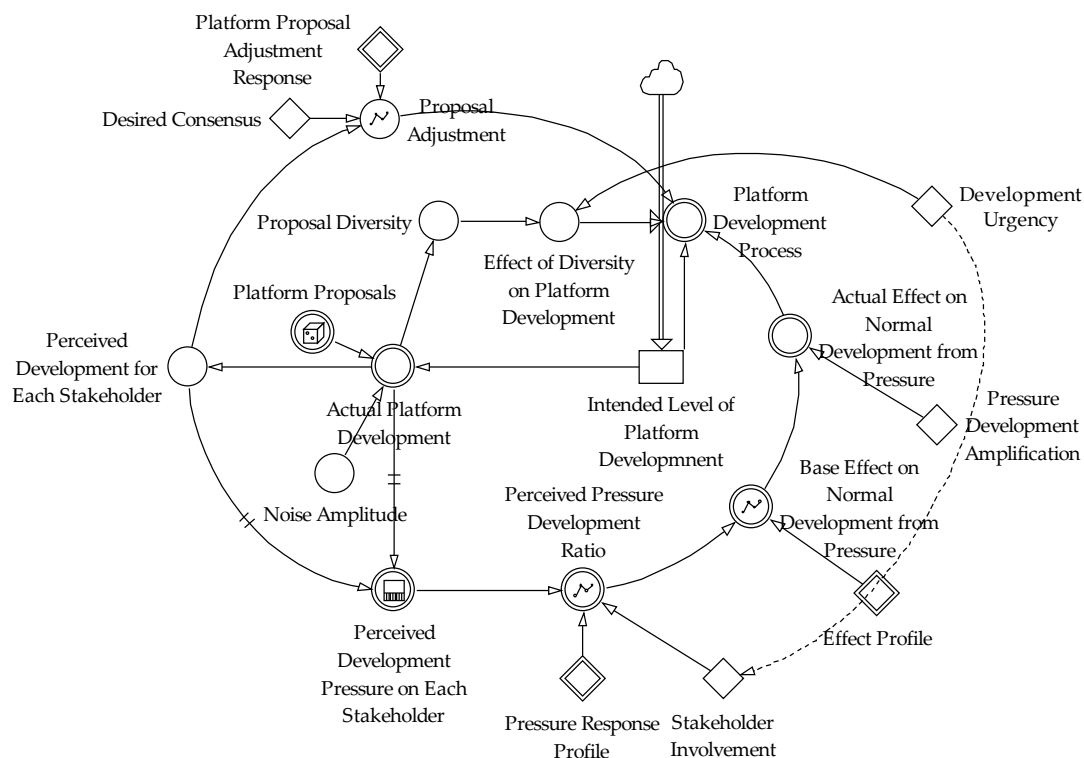 Platform Proposal
Adjustment
Response
Desired Consensus
Proposal
Adjustment
Proposal Diversity
Effect of Diversity
on Platform
Development
Platform
Development
Process
Development
Urgency
Platform Proposals
Perceived
Development for
Each Stakeholder
Actual Platform
Development
Noise Amplitude
Intended Level of
Platform
Developmnent
Actual Effect on
Normal
Development from
Pressure
Pressure
Development
Amplification
Perceived Pressure
Development
Ratio
Base Effect on
Normal
Development from
Pressure
Effect Profile
Perceived
Development
Pressure on Each
Stakeholder
Pressure Response
Profile
Stakeholder
Involvement